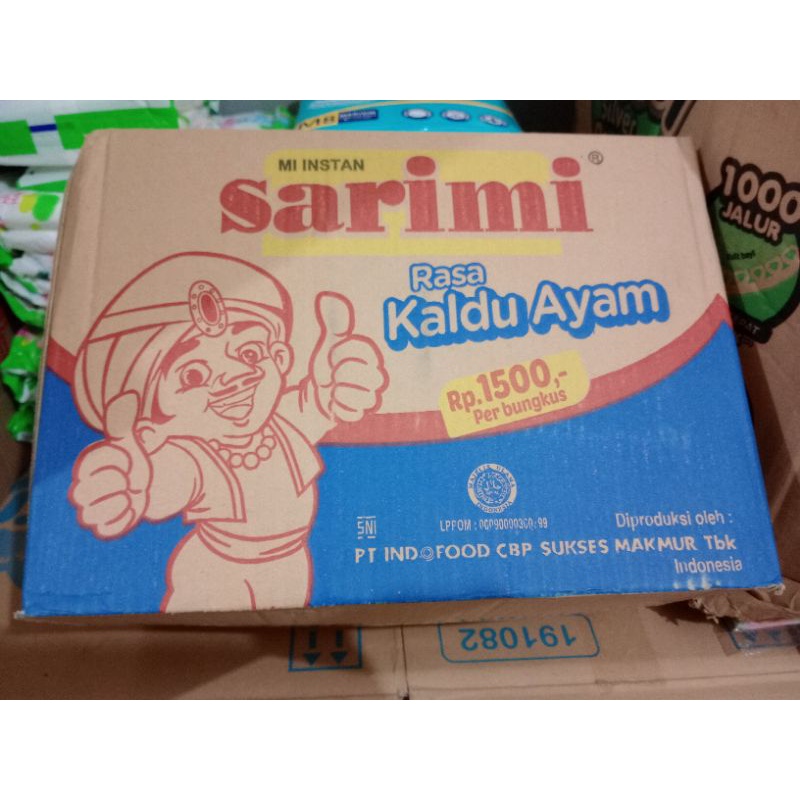 MI INSTAN
sarimi®
Rasa
Kaldu Ayam
Rp.1500,-
Per bungkus
SNI
Diproduksi oleh :
PT INDOFOOD CBP SUKSES MAKMUR Tbk
Indonesia
1000
JALUR
191082